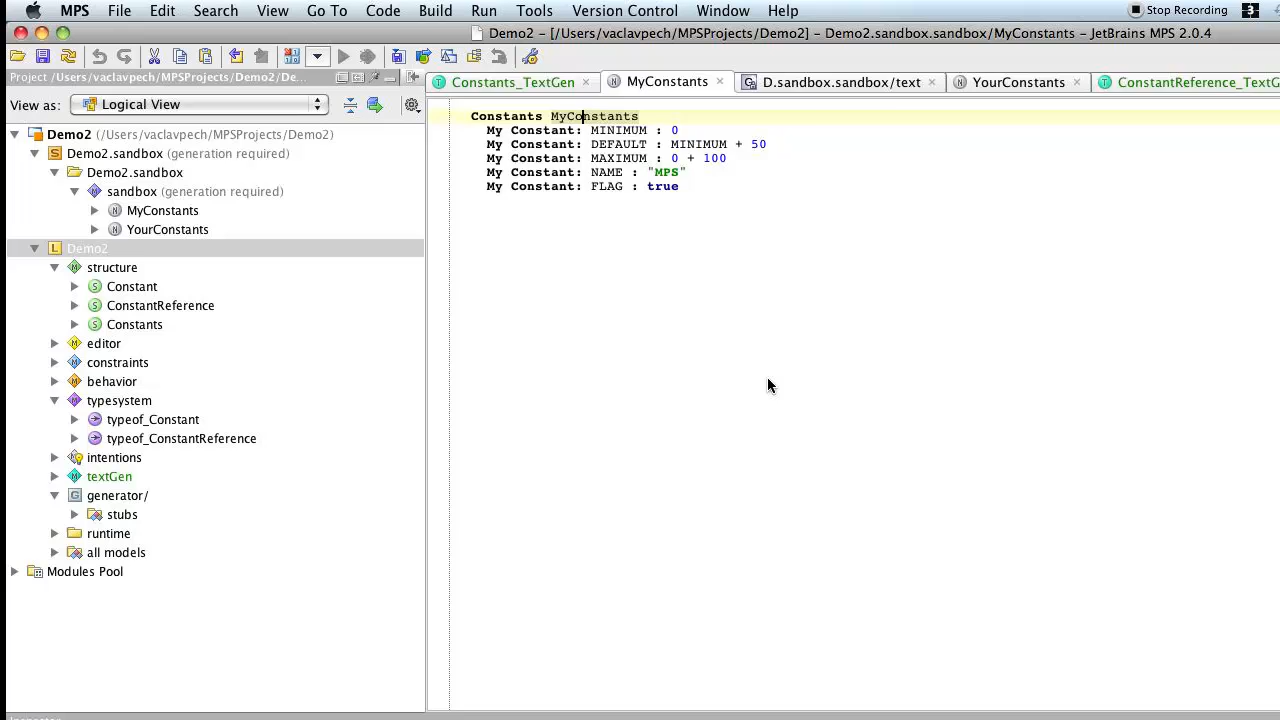 MPS File Edit Search View Go To Code Build Run Tools Version Control Window Help Stop Recording 3
Demo2 - [/Users/vaclavpech/MPSProjects/Demo2] - Demo2.sandbox.sandbox/MyConstants - JetBrains MPS 2.0.4
Project /Users/vaclavpech/MPSProjects/Demo2/De...
Constants_TextGen MyConstants D.sandbox.sandbox/text YourConstants ConstantReference_TextG
View as: Logical View
Demo2 (/Users/vaclavpech/MPSProjects/Demo2)
Demo2.sandbox (generation required)
Demo2.sandbox
sandbox (generation required)
MyConstants
YourConstants
Demo2
structure
Constant
ConstantReference
Constants
editor
constraints
behavior
typesystem
typeof_Constant
typeof_ConstantReference
intentions
textGen
generator/
stubs
runtime
all models
Modules Pool
Constants MyConstants
My Constant: MINIMUM : 0
My Constant: DEFAULT : MINIMUM + 50
My Constant: MAXIMUM : 0 + 100
My Constant: NAME : "MPS"
My Constant: FLAG : true